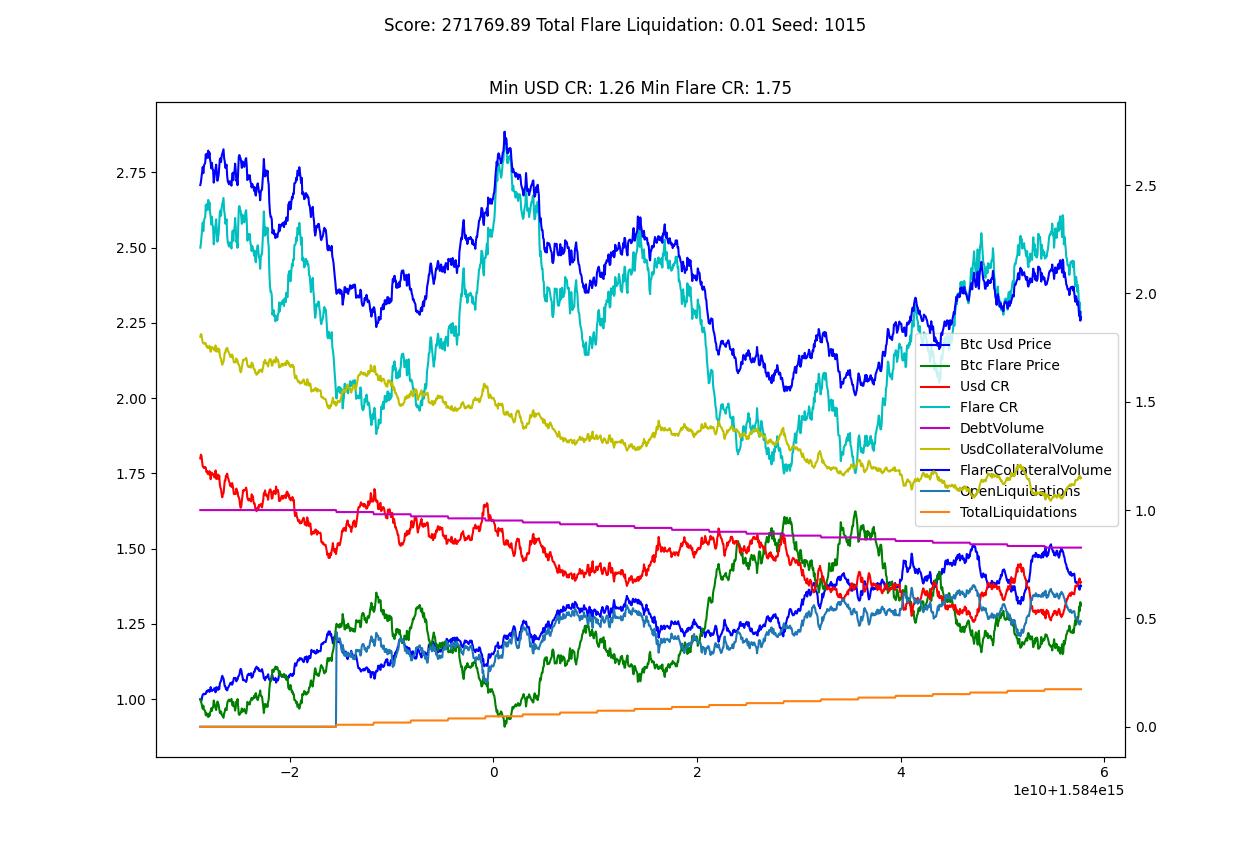 Score: 271769.89 Total Flare Liquidation: 0.01 Seed: 1015
Min USD CR: 1.26 Min Flare CR: 1.75
2.75
2.50
2.25
2.00
1.75
1.50
1.25
1.00
2.5
2.0
1.5
1.0
0.5
0.0
Btc Usd Price
Btc Flare Price
Usd CR
Flare CR
DebtVolume
UsdCollateralVolume
FlareCollateralVolume
OpenLiquidations
TotalLiquidations
−2 0 2 4 6
1e10+1.584e15